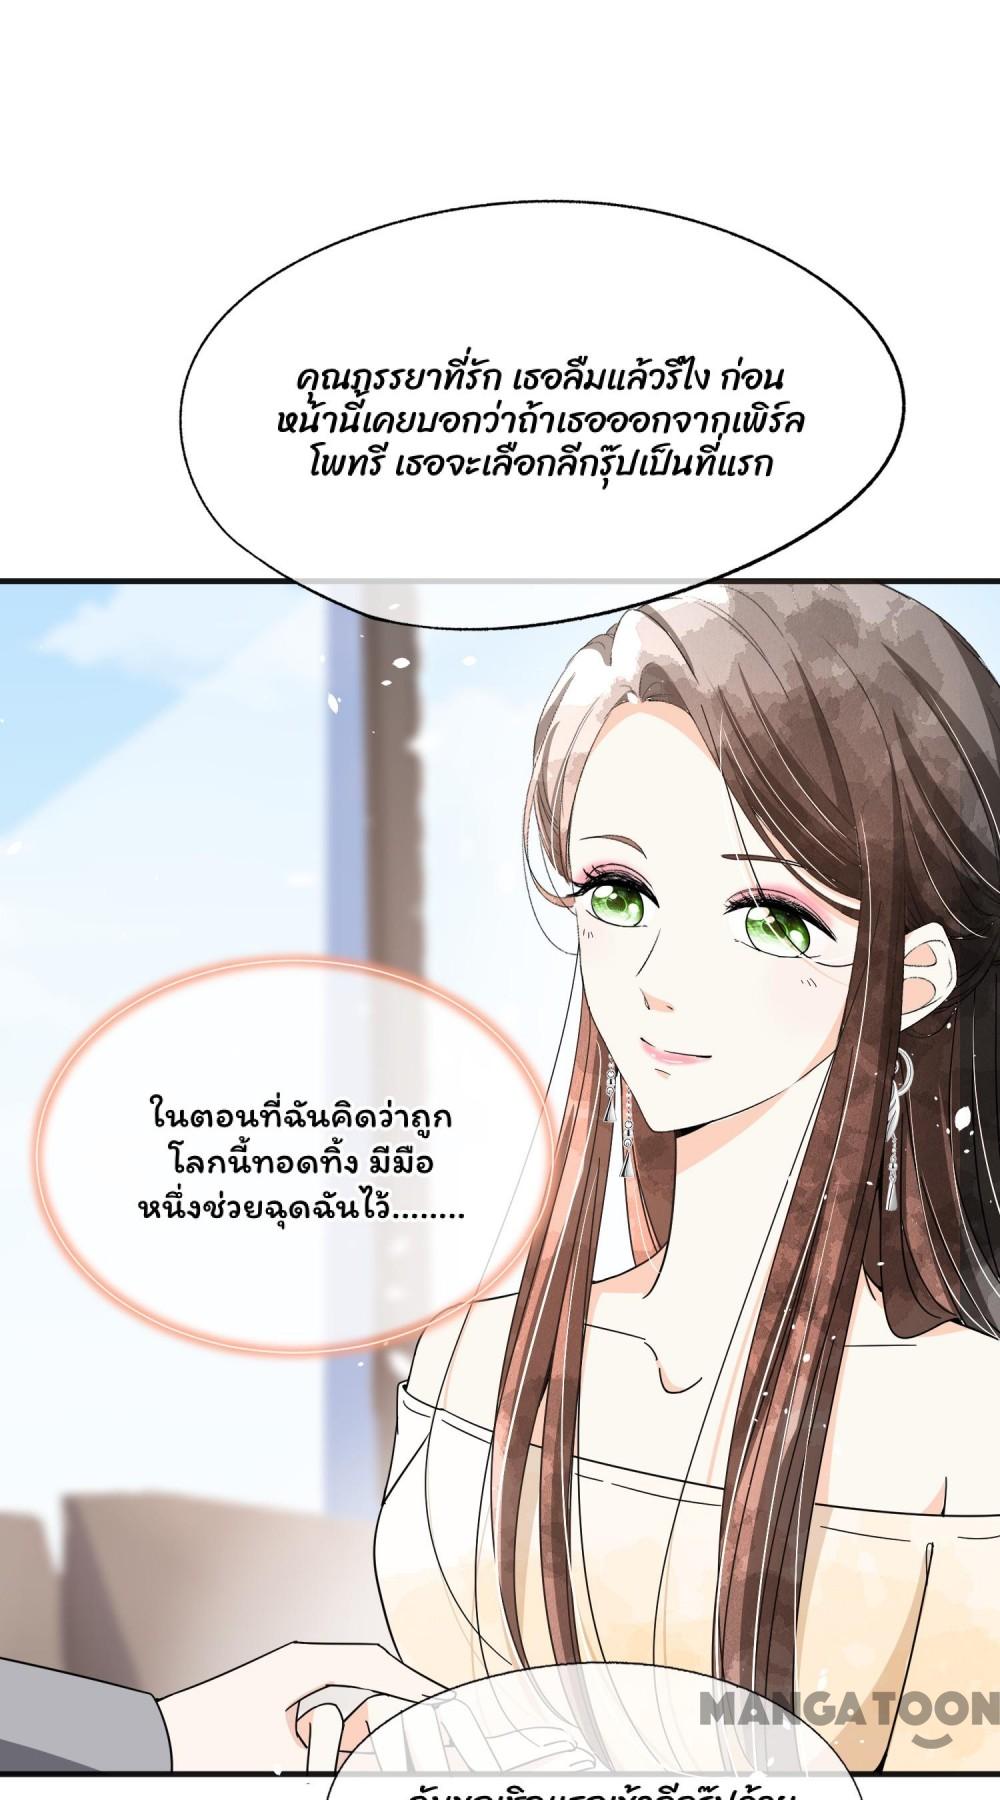 คุณภรรยาที่รัก เธอลืมแล้วรึไง ก่อน
หน้านี้เคยบอกว่าถ้าเธอออกจากเพิร์ล
โพทรี เธอจะเลือกลีกรุ๊ปเป็นที่แรก
ในตอนที่ฉันคิดว่าถูก
โลกนี้ทอดทิ้ง มีมือ
หนึ่งช่วยฉุดฉันไว้........
MANGATOON